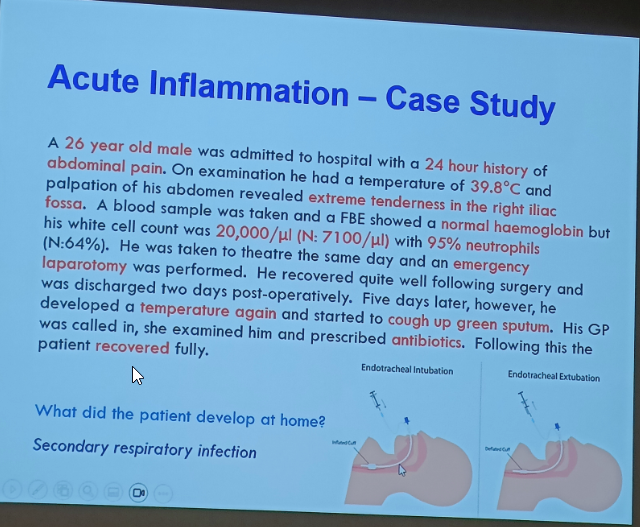 Acute Inflammation – Case Study
A 26 year old male was admitted to hospital with a 24 hour history of
abdominal pain. On examination he had a temperature of 39.8°C and
palpation of his abdomen revealed extreme tenderness in the right iliac
fossa. A blood sample was taken and a FBE showed a normal haemoglobin but
his white cell count was 20,000/μl (N: 7100/μl) with 95% neutrophils
(N:64%). He was taken to theatre the same day and an emergency
laparotomy was performed. He recovered quite well following surgery and
was discharged two days post-operatively. Five days later, however, he
developed a temperature again and started to cough up green sputum. His GP
was called in, she examined him and prescribed antibiotics. Following this the
patient recovered fully.
Endotracheal Intubation
Endotracheal Extubation
What did the patient develop at home?
Inflated Cuff
Deflated Cuff
Secondary respiratory infection